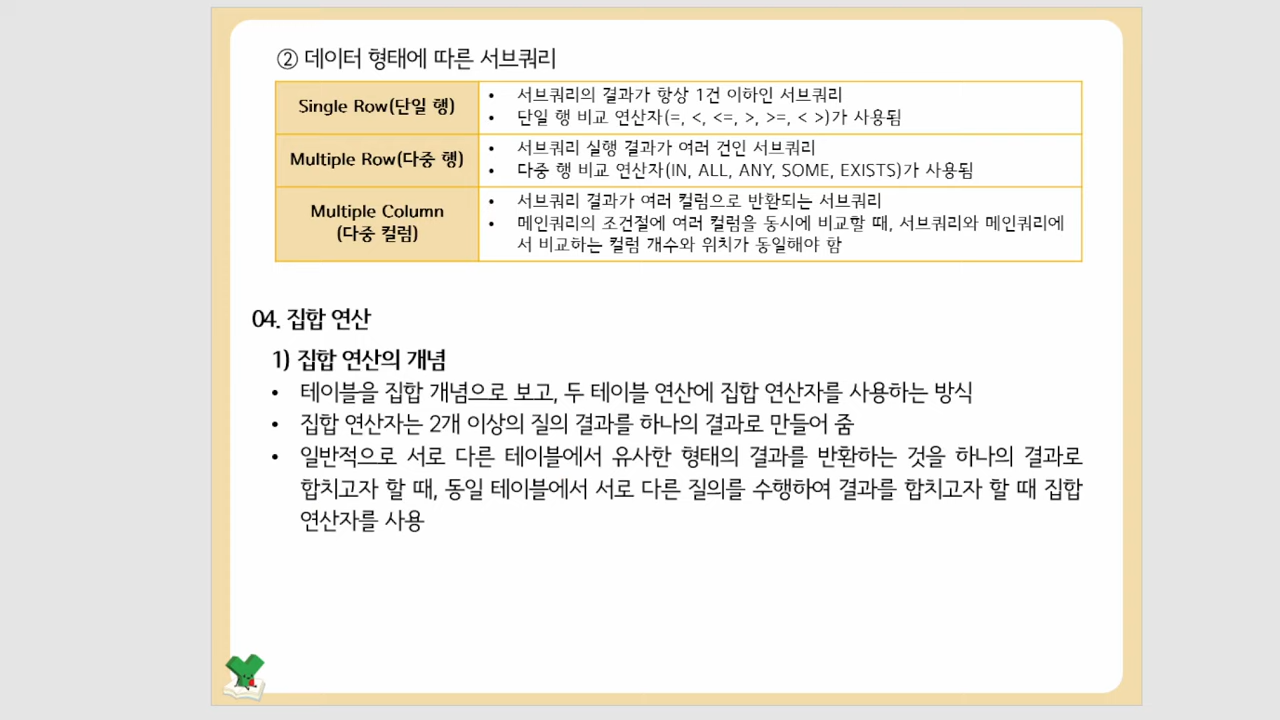 ② 데이터 형태에 따른 서브쿼리
Single Row(단일 행)
• 서브쿼리의 결과가 항상 1건 이하인 서브쿼리
• 단일 행 비교 연산자(=, <, <=, >, >=, < >)가 사용됨
Multiple Row(다중 행)
• 서브쿼리 실행 결과가 여러 건인 서브쿼리
• 다중 행 비교 연산자(IN, ALL, ANY, SOME, EXISTS)가 사용됨
Multiple Column
(다중 컬럼)
• 서브쿼리 결과가 여러 컬럼으로 반환되는 서브쿼리
• 메인쿼리의 조건절에 여러 컬럼을 동시에 비교할 때, 서브쿼리와 메인쿼리에
서 비교하는 컬럼 개수와 위치가 동일해야 함
04. 집합 연산
1) 집합 연산의 개념
• 테이블을 집합 개념으로 보고, 두 테이블 연산에 집합 연산자를 사용하는 방식
• 집합 연산자는 2개 이상의 질의 결과를 하나의 결과로 만들어 줌
• 일반적으로 서로 다른 테이블에서 유사한 형태의 결과를 반환하는 것을 하나의 결과로
합치고자 할 때, 동일 테이블에서 서로 다른 질의를 수행하여 결과를 합치고자 할 때 집합
연산자를 사용